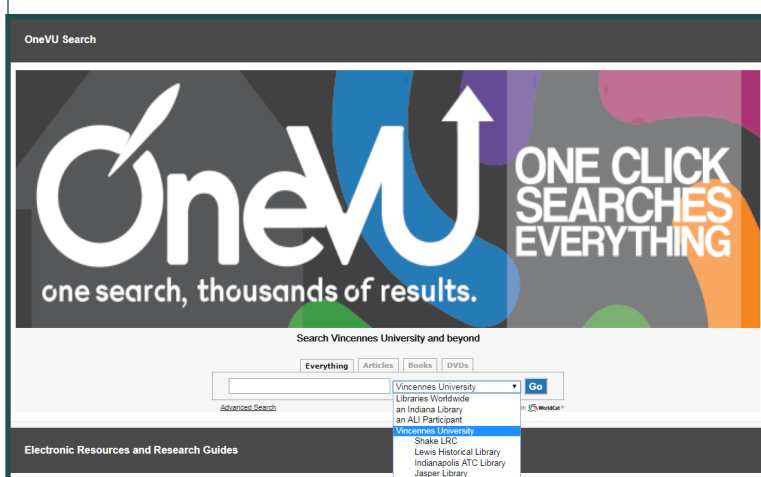 OneVU Search
OneVU
one search, thousands of results.
ONE CLICK
SEARCHES
EVERYTHING
Search Vincennes University and beyond
Everything Articles Books DVDs
Vincennes University Go
Advanced Search
WorldCat®
Libraries Worldwide
an Indiana Library
an ALI Participant
Vincennes University
Shake LRC
Lewis Historical Library
Indianapolis ATC Library
Jasper Library
Electronic Resources and Research Guides